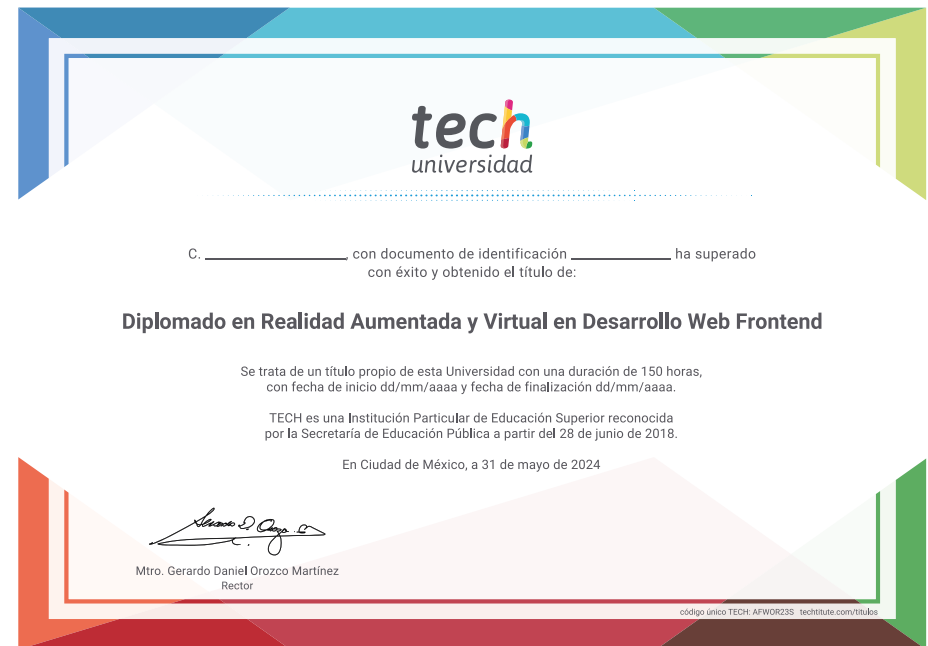 tech
universidad
C. ____________, con documento de identificación ____________ ha superado
con éxito y obtenido el título de:
Diplomado en Realidad Aumentada y Virtual en Desarrollo Web Frontend
Se trata de un título propio de esta Universidad con una duración de 150 horas,
con fecha de inicio dd/mm/aaaa y fecha de finalización dd/mm/aaaa.
TECH es una Institución Particular de Educación Superior reconocida
por la Secretaría de Educación Pública a partir del 28 de junio de 2018.
En Ciudad de México, a 31 de mayo de 2024
Mtro. Gerardo Daniel Orozco Martínez
Rector
código único TECH: AFWOR23S techtitute.com/titulos